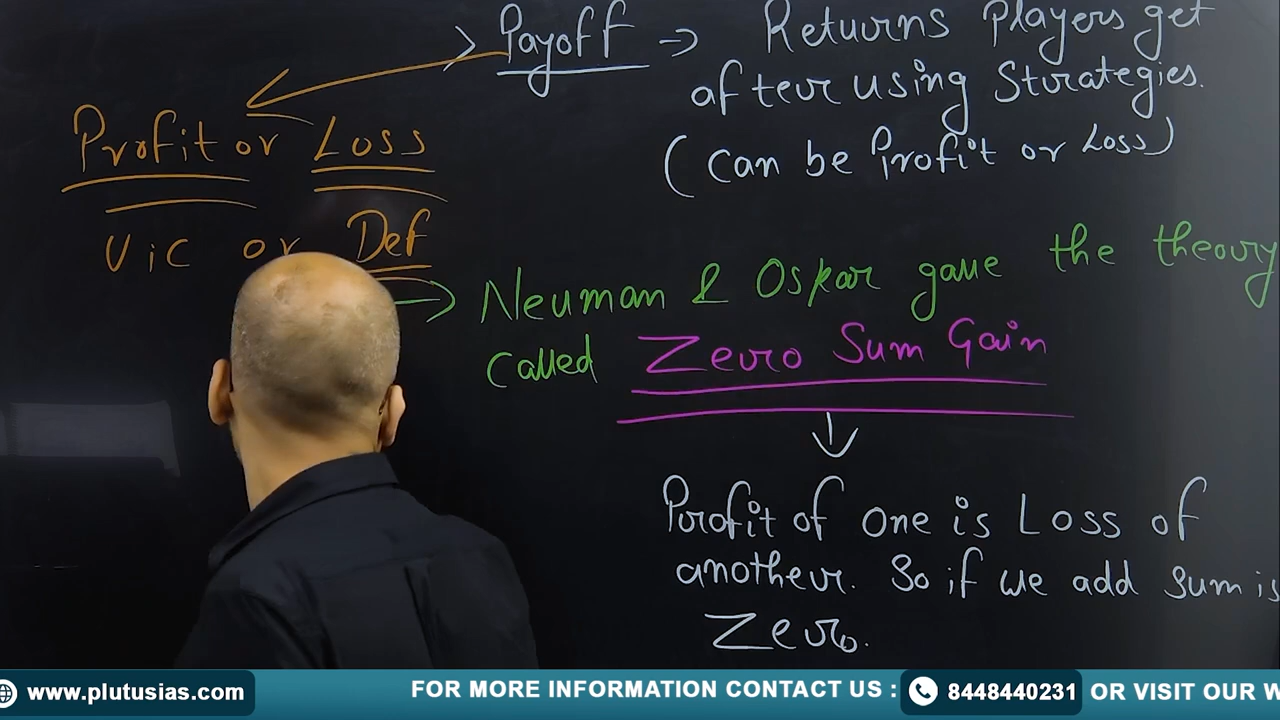 > Payoff -> Returns Players get
after using Strategies.
(Can be Profit or Loss)
Profit or Loss
Vic or Def
-> Neuman & Oskar gave the theory
called Zero Sum Gain
Profit of One is Loss of
another. So if we add Sum is
Zero.
www.plutusias.com
FOR MORE INFORMATION CONTACT US :
8448440231
OR VISIT OUR W